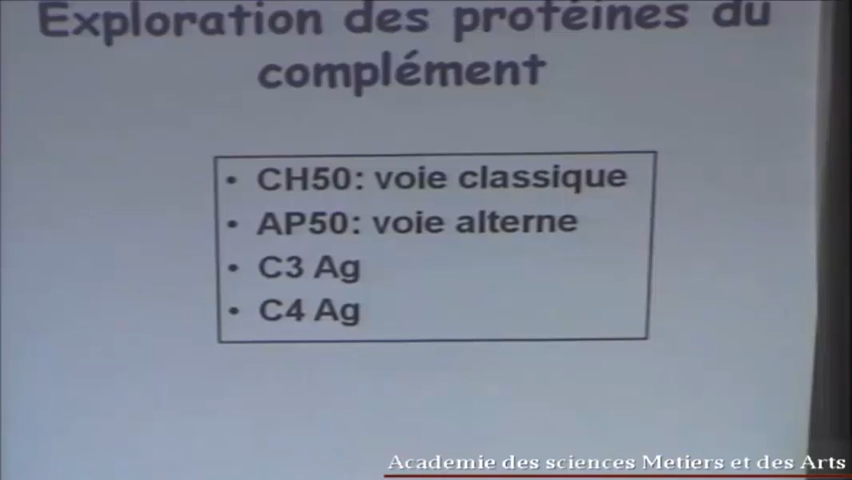 Exploration des protéines du
complément
• CH50: voie classique
• AP50: voie alterne
• C3 Ag
• C4 Ag
Academie des sciences Metiers et des Arts